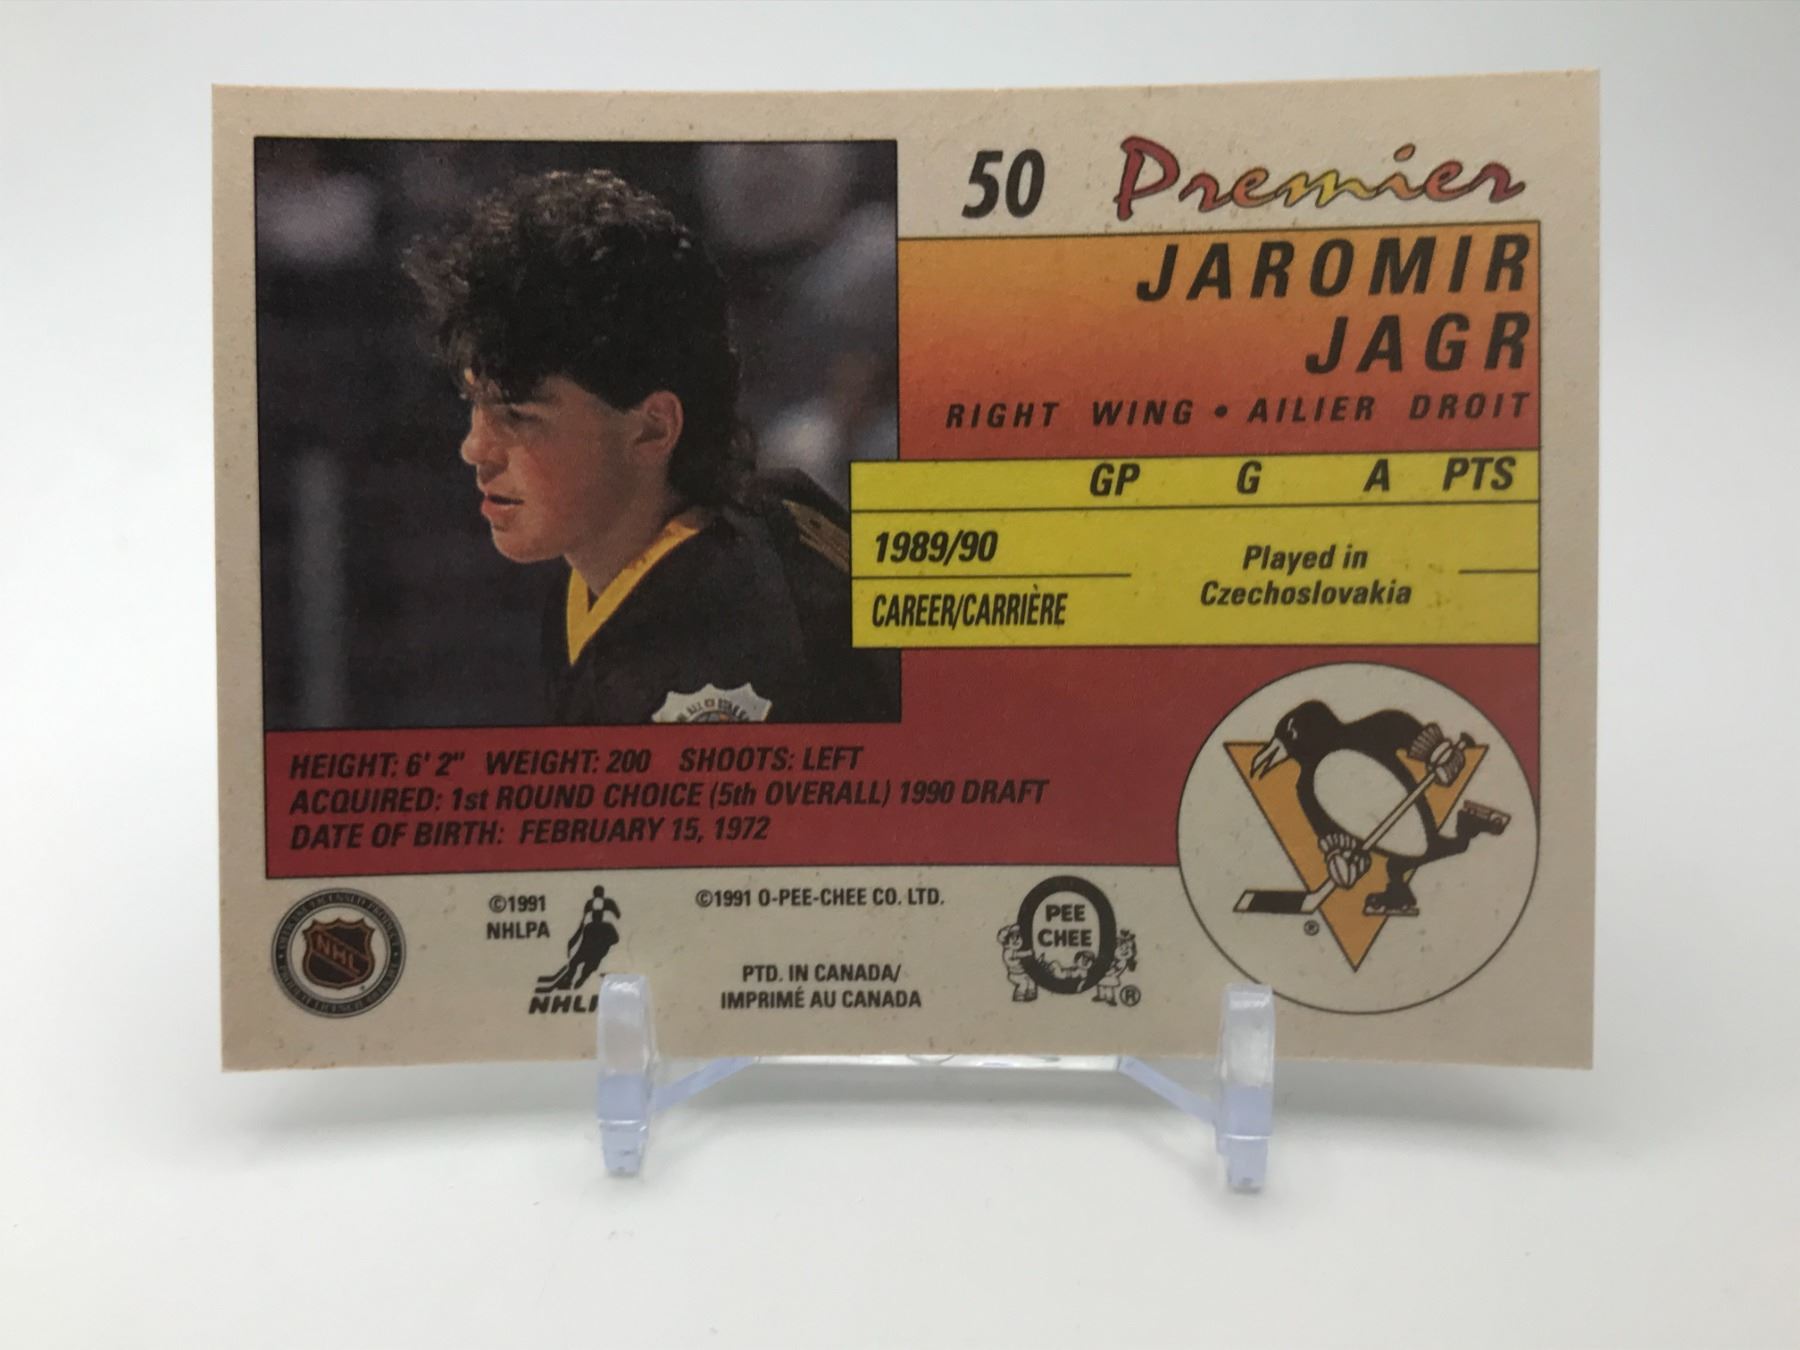 50 Premier
JAROMIR
JAGR
RIGHT WING • AILIER DROIT
GP G A PTS
1989/90
Played in
Czechoslovakia
CAREER/CARRIÈRE
HEIGHT: 6' 2" WEIGHT: 200 SHOOTS: LEFT
ACQUIRED: 1st ROUND CHOICE (5th OVERALL) 1990 DRAFT
DATE OF BIRTH: FEBRUARY 15, 1972
NHL
©1991
NHLPA
©1991 O-PEE-CHEE CO. LTD.
PTD. IN CANADA/
IMPRIMÉ AU CANADA
O
PEE
CHEE
®
®